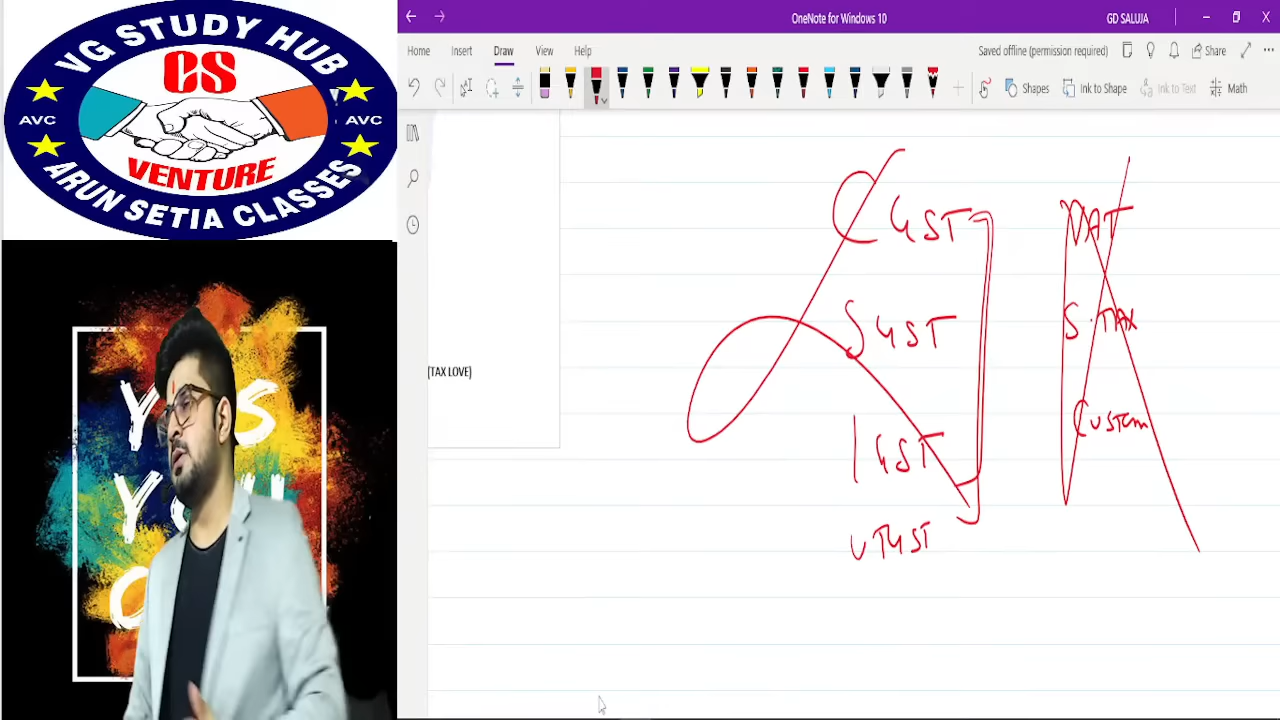 VG STUDY HUB
CS
AVC
AVC
VENTURE
ARUN SETIA CLASSES
OneNote for Windows 10
GD SALUJA
Home Insert Draw View Help
Saved offline (permission required)
Share
Shapes
Ink to Shape
Ink to Text
Math
(TAX LOVE)
CGST
SGST
IGST
UTGST
VAT
S.TAX
Custom
YES
YOU